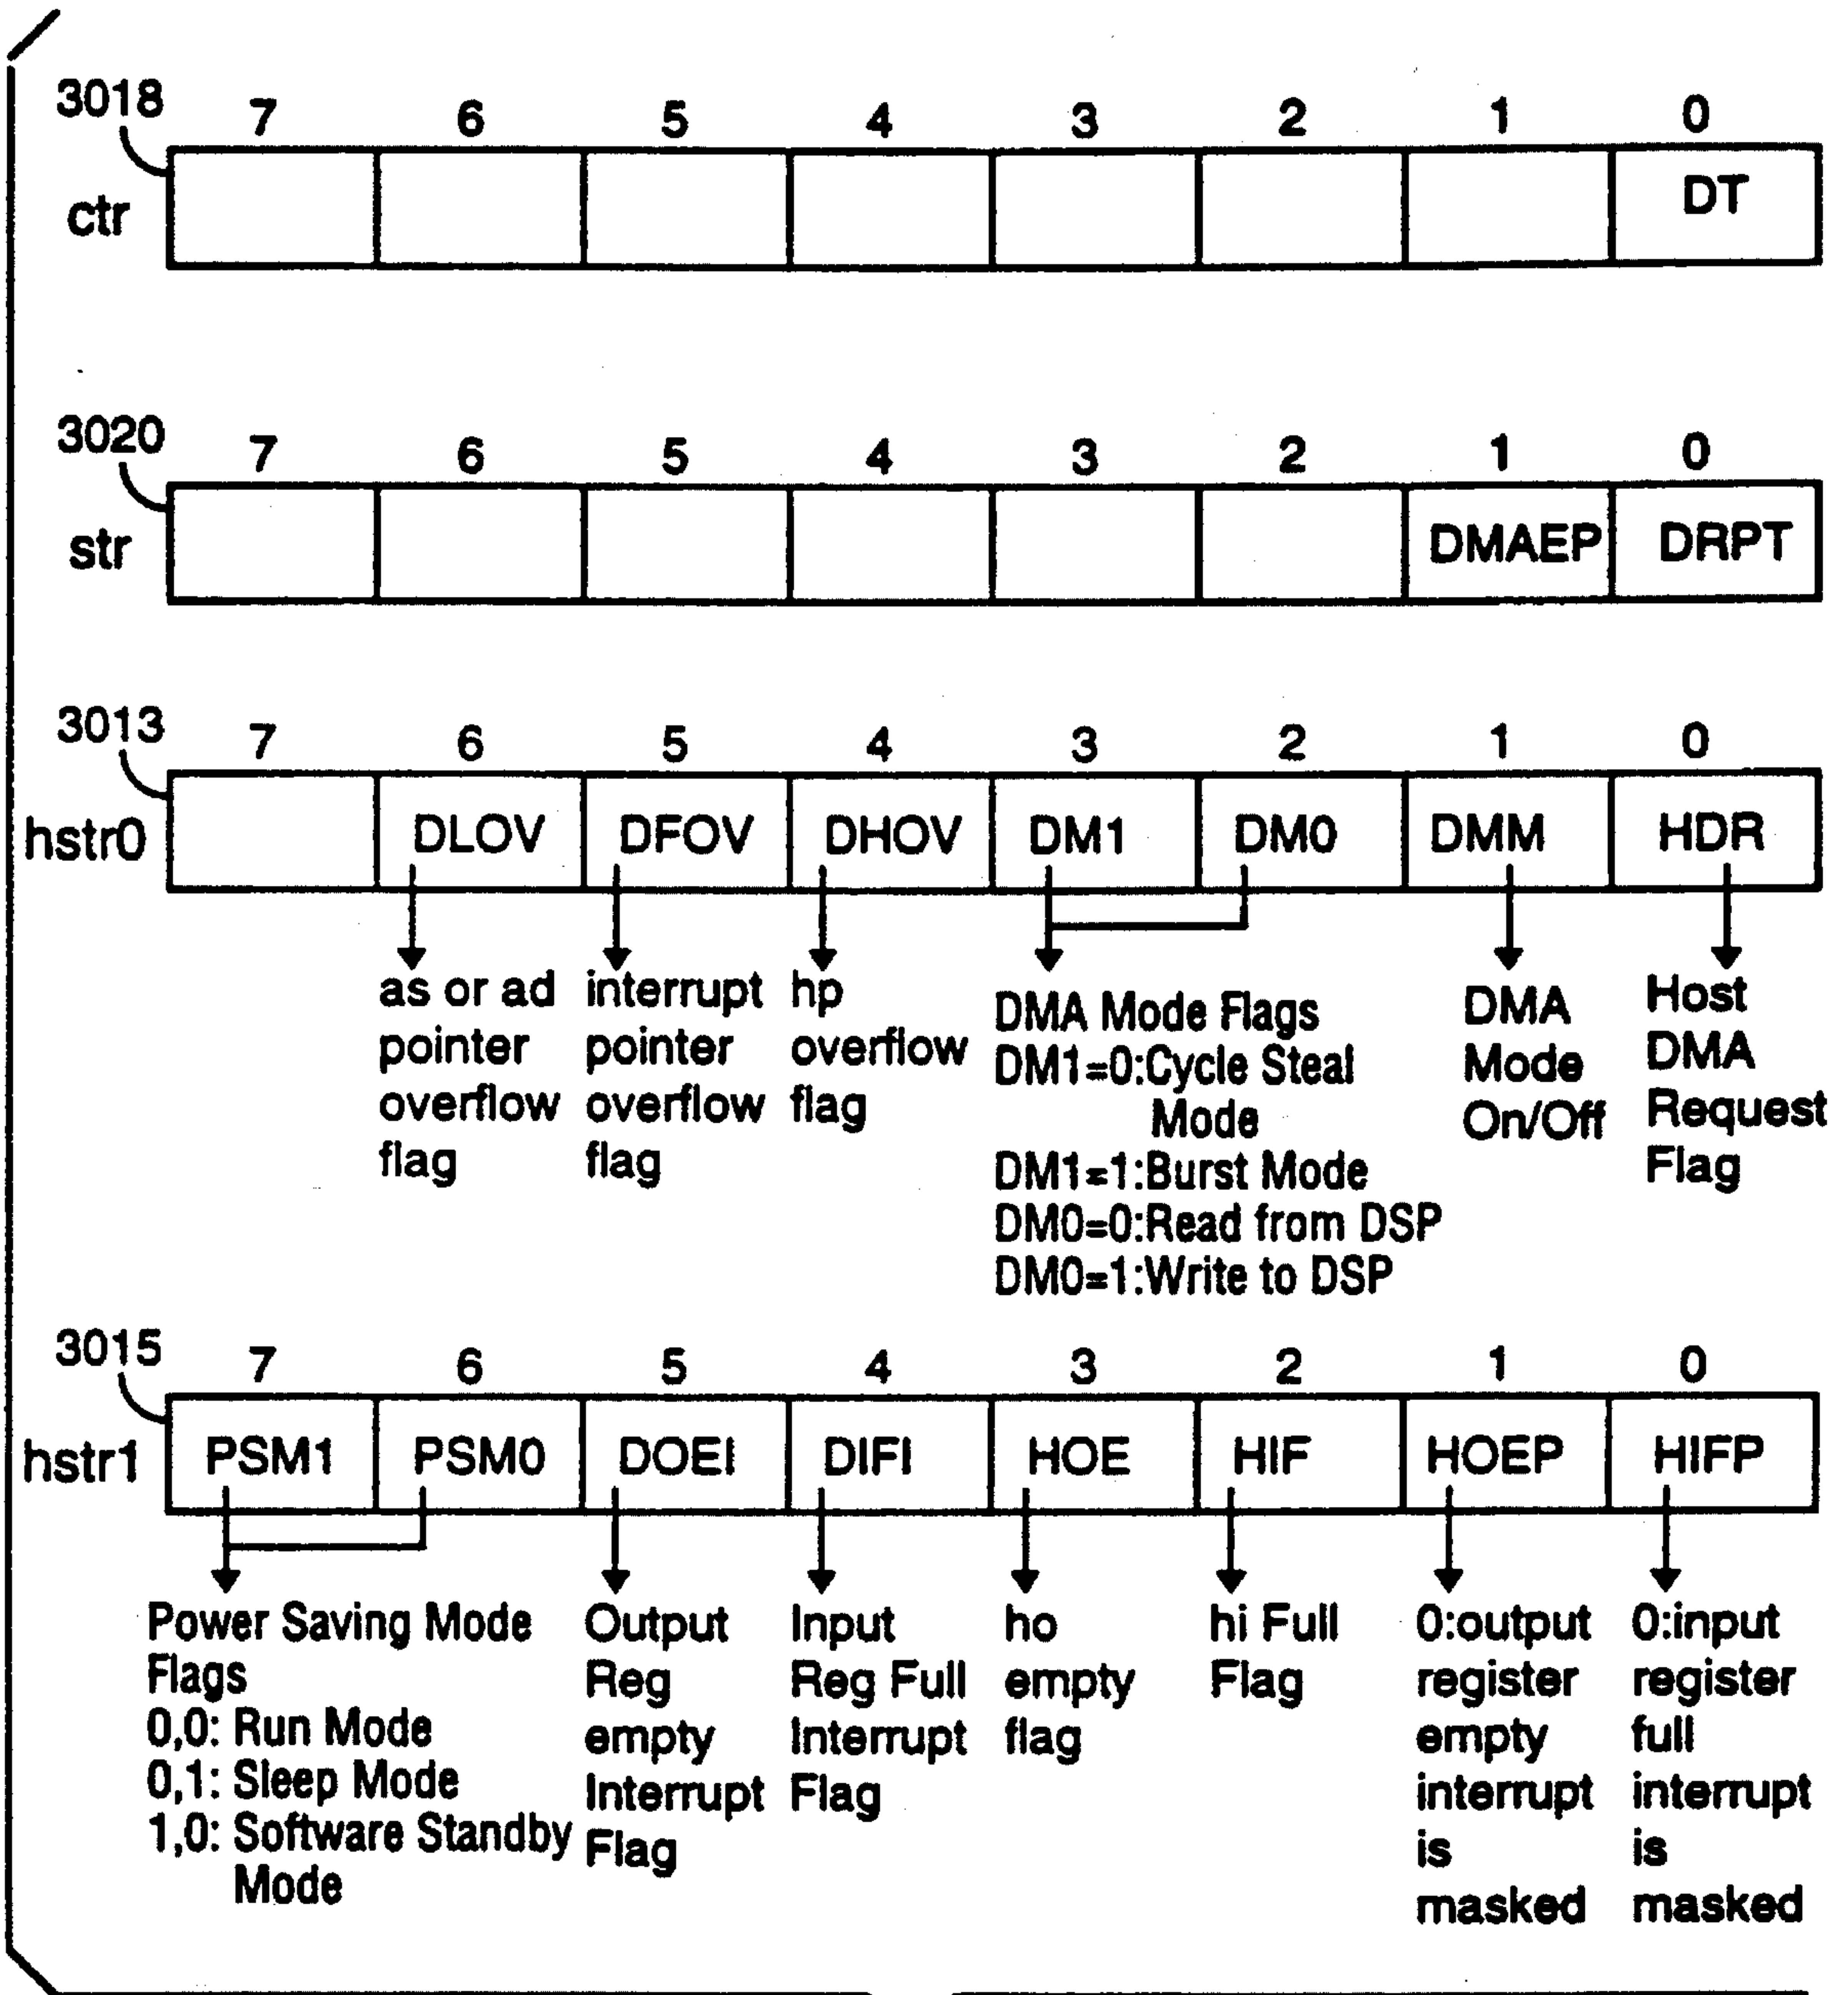 3018
7 6 5 4 3 2 1 0
ctr DT
3020
7 6 5 4 3 2 1 0
str DMAEP DRPT
3013
7 6 5 4 3 2 1 0
hstr0 DLOV DFOV DHOV DM1 DM0 DMM HDR
as or ad
pointer
overflow
flag
interrupt
pointer
overflow
flag
hp
overflow
flag
DMA Mode Flags
DM1=0:Cycle Steal
Mode
DM1=1:Burst Mode
DM0=0:Read from DSP
DM0=1:Write to DSP
DMA
Mode
On/Off
Host
DMA
Request
Flag
3015
7 6 5 4 3 2 1 0
hstr1 PSM1 PSM0 DOEI DIFI HOE HIF HOEP HIFP
Power Saving Mode
Flags
0,0: Run Mode
0,1: Sleep Mode
1,0: Software Standby
Mode
Output
Reg
empty
Interrupt
Flag
Input
Reg Full
Interrupt
Flag
ho
empty
flag
hi Full
Flag
0:output
register
empty
interrupt
is
masked
0:input
register
full
interrupt
is
masked